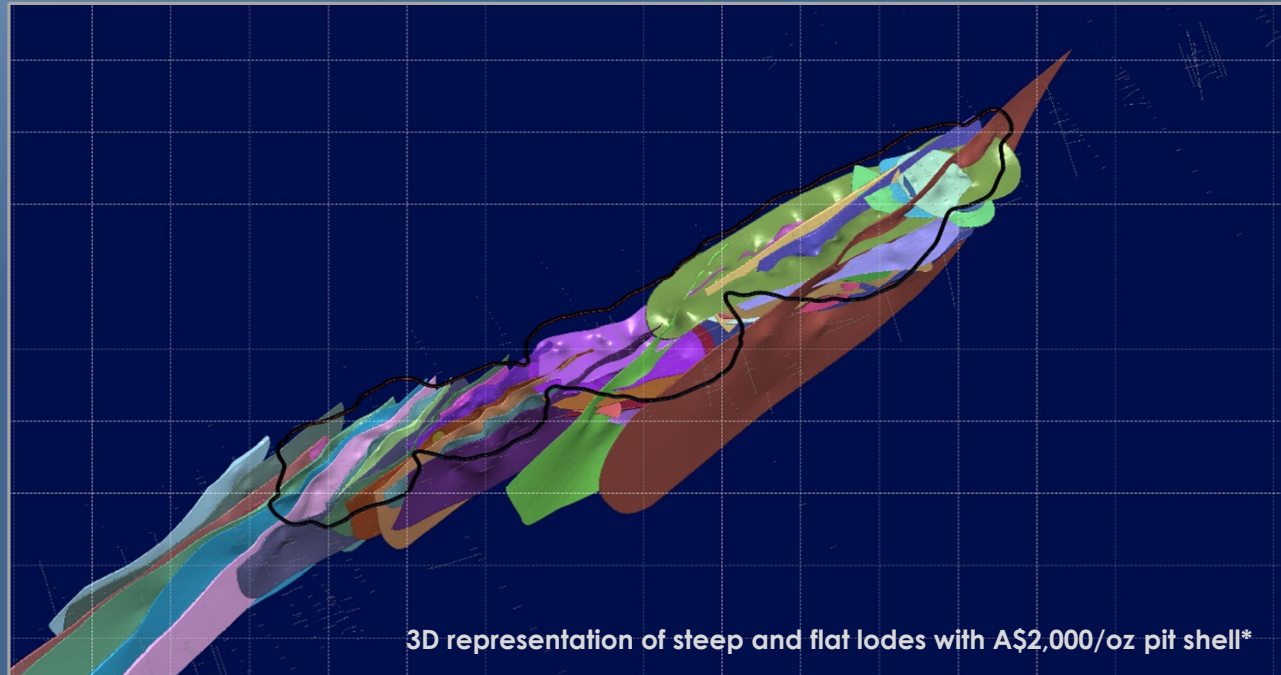 3D representation of steep and flat lodes with A$2,000/oz pit shell*